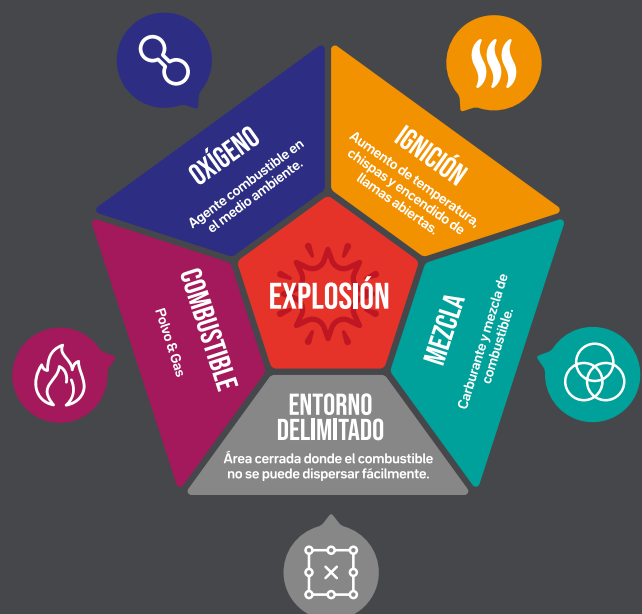 OXÍGENO
Agente combustible en
el medio ambiente.
IGNICIÓN
Aumento de temperatura,
chispas y encendido de
llamas abiertas.
COMBUSTIBLE
Polvo & Gas
EXPLOSIÓN
MEZCLA
Carburante y mezcla de
combustible.
ENTORNO
DELIMITADO
Área cerrada donde el combustible
no se puede dispersar fácilmente.